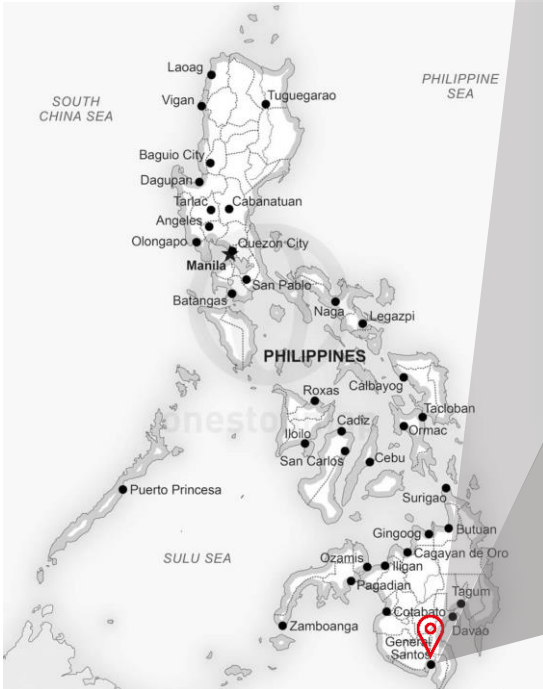 Laoag
PHILIPPINE
SEA
SOUTH
CHINA SEA
Vigan
Tuguegarao
Baguio City
Dagupan
Tarlac
Cabanatuan
Angeles
Olongapo
Quezon City
Manila
San Pablo
Batangas
Naga
Legazpi
PHILIPPINES
Calbayog
Roxas
Tacloban
Cadiz
Ormac
onesto
Iloilo
San Carlos
Cebu
Puerto Princesa
Surigao
Gingoog
Butuan
SULU SEA
Cagayan de Oro
Ozamis
Iligan
Pagadian
Tagum
Cotabato
Zamboanga
Davao
General
Santos